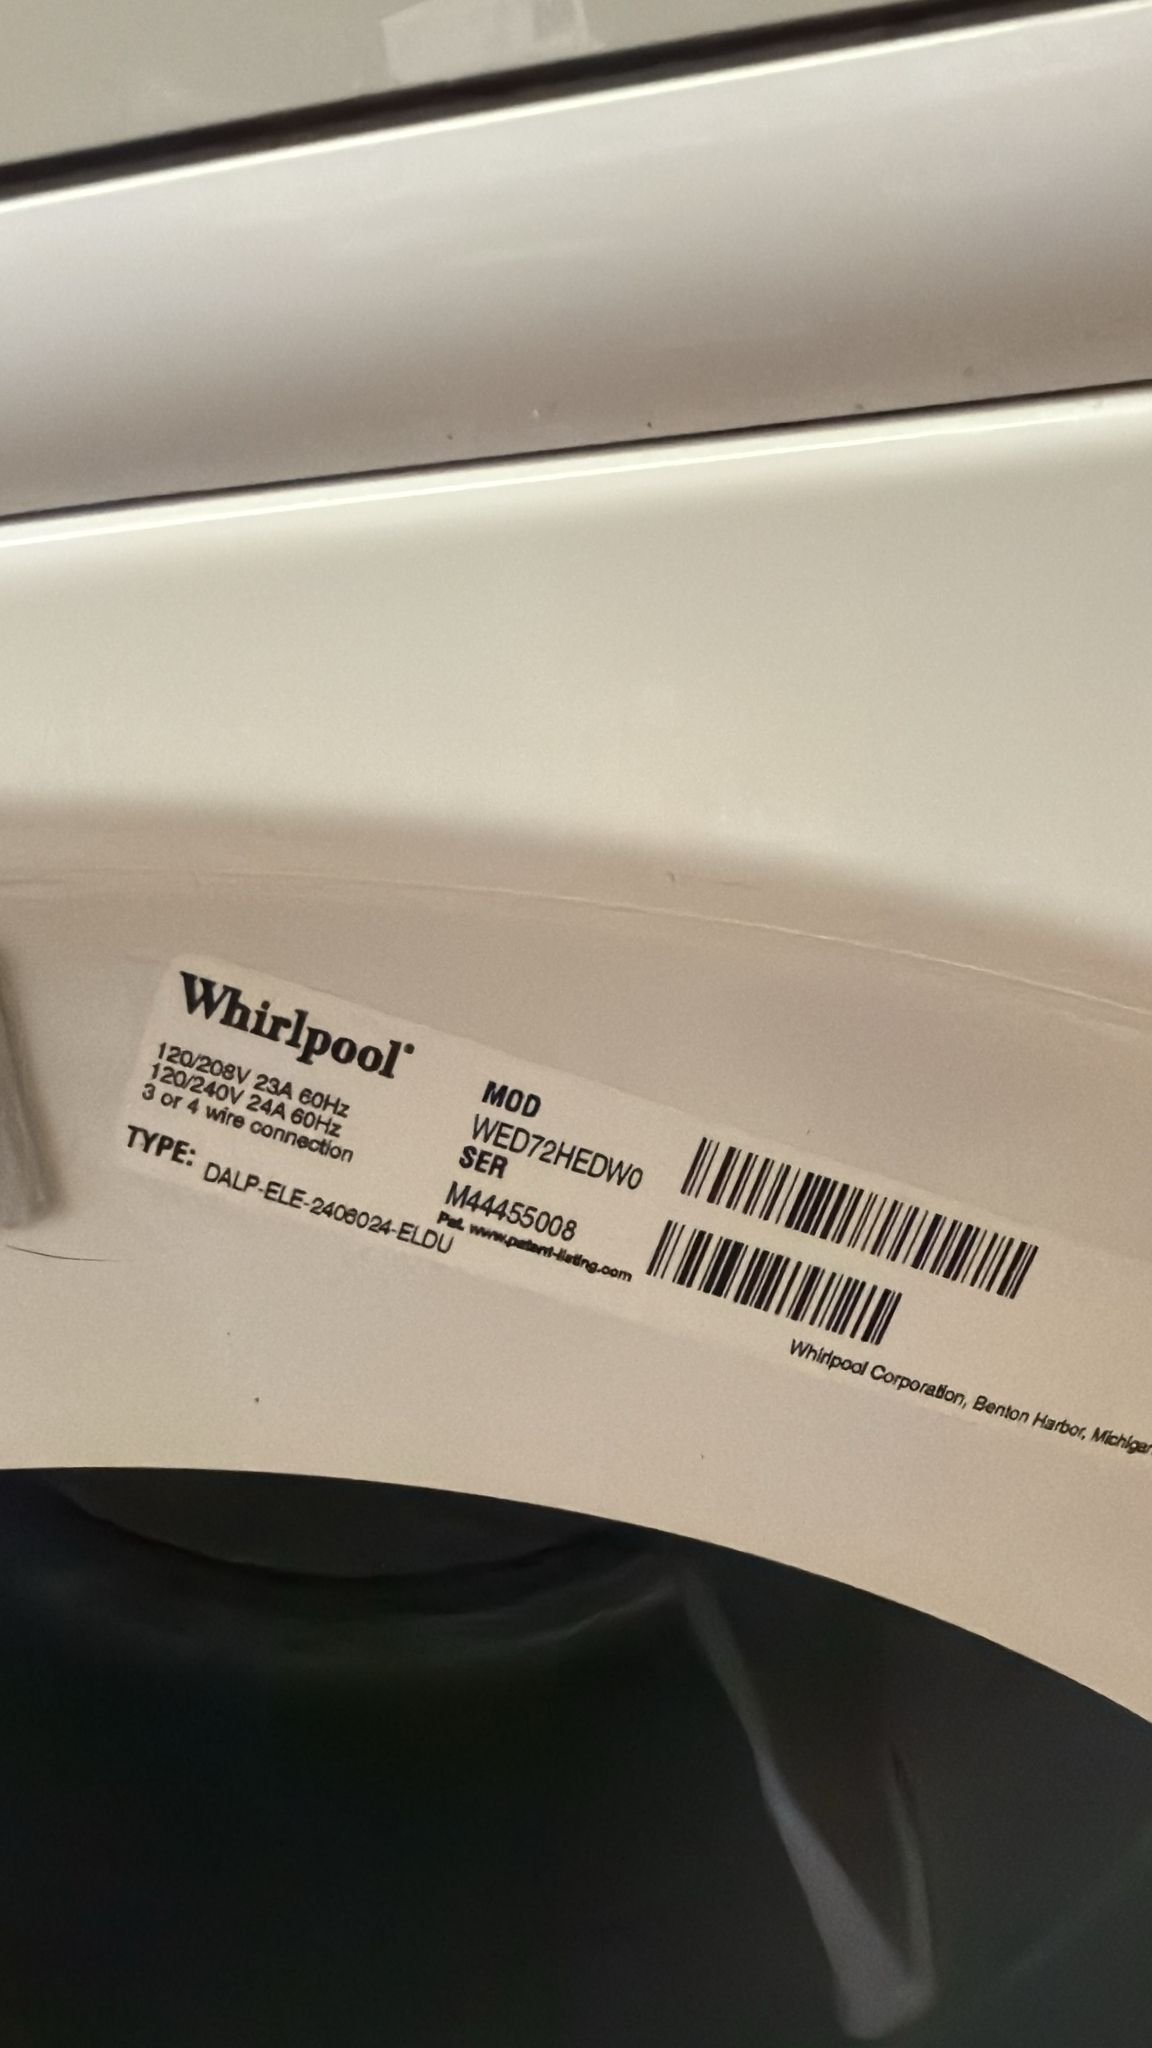 Whirlpool
120/208V 23A 60Hz
120/240V 24A 60Hz
3 or 4 wire connection
TYPE: DALP-ELE-2406024-ELDU
MOD
WED72HEDW0
SER
M44455008
Pat. www.patent-listing.com
Whirlpool Corporation, Benton Harbor, Michigan